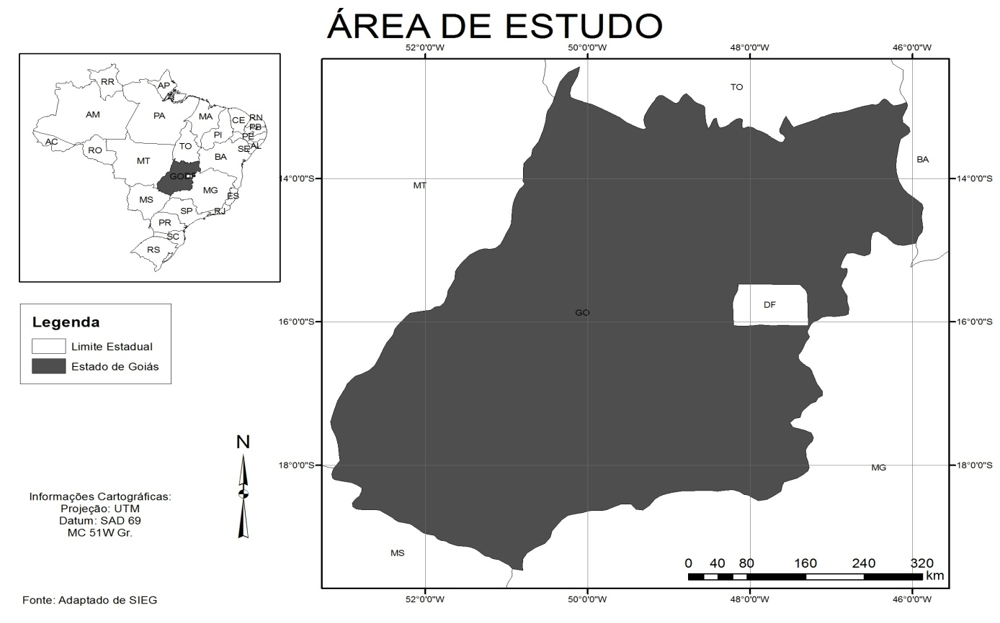 ÁREA DE ESTUDO
52°0'0"W 50°0'0"W 48°0'0"W 46°0'0"W
RR
AP
AM
PA
MA
CE
RN
PB
PI
PE
AC
TO
AL
SE
RO
MT
BA
GO
DF
MG
MS
ES
SP
RJ
PR
SC
RS
TO
BA
14°0'0"S 14°0'0"S
MT
DF
GO
16°0'0"S 16°0'0"S
Legenda
Limite Estadual
Estado de Goiás
N
18°0'0"S 18°0'0"S
MG
Informações Cartográficas:
Projeção: UTM
Datum: SAD 69
MC 51W Gr.
MS
0 40 80 160 240 320
km
Fonte: Adaptado de SIEG
52°0'0"W 50°0'0"W 48°0'0"W 46°0'0"W